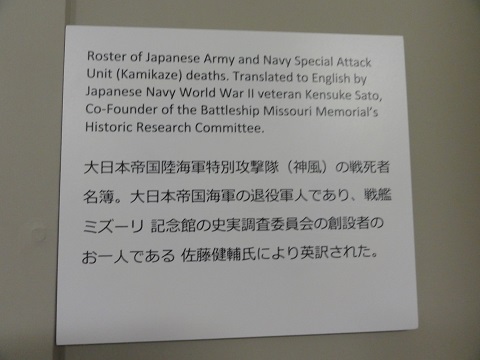 Roster of Japanese Army and Navy Special Attack
Unit (Kamikaze) deaths. Translated to English by
Japanese Navy World War II veteran Kensuke Sato,
Co-Founder of the Battleship Missouri Memorial's
Historic Research Committee.
大日本帝国陸海軍特別攻撃隊（神風）の戦死者
名簿。大日本帝国海軍の退役軍人であり、戦艦
ミズーリ 記念館の史実調査委員会の創設者の
お一人である 佐藤健輔氏により英訳された。